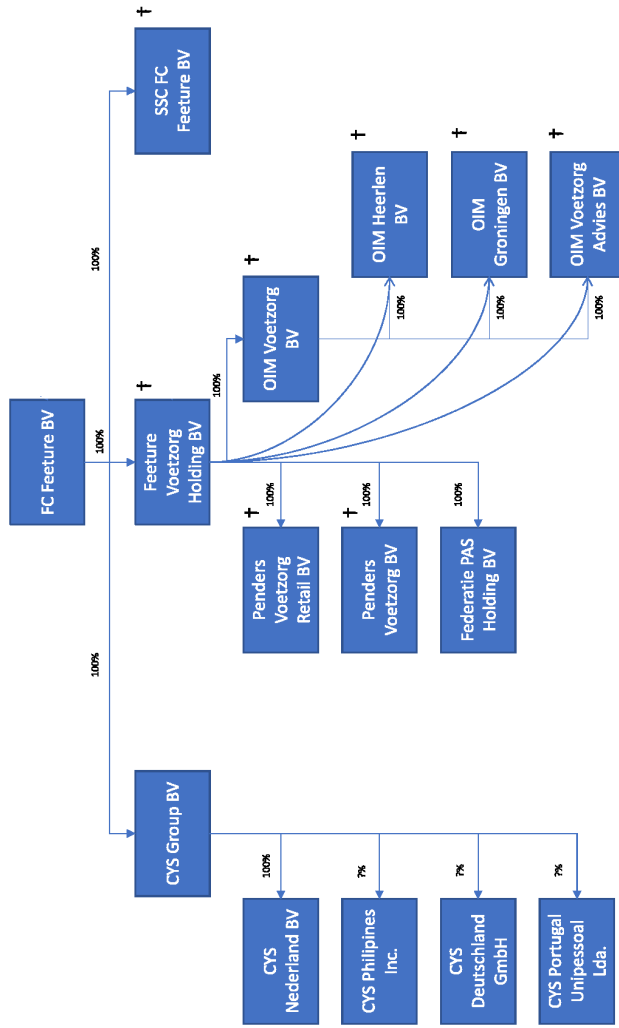 FC Feeture BV
100%
100%
100%
CYS Group BV
†
Feeture
Voetzorg
Holding BV
†
SSC FC
Feeture BV
100%
CYS
Nederland BV
?%
CYS Philipines
Inc.
?%
CYS
Deutschland
GmbH
?%
CYS Portugal
Unipessoal
Lda.
†
100%
Penders
Voetzorg
Retail BV
†
100%
Penders
Voetzorg BV
100%
Federatie PAS
Holding BV
100%
†
OIM Voetzorg
BV
100%
†
OIM Heerlen
BV
100%
†
OIM
Groningen BV
100%
†
OIM Voetzorg
Advies BV